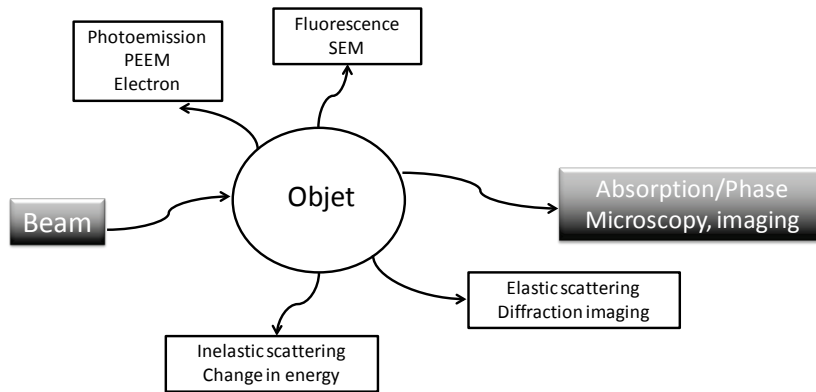 Photoemission
PEEM
Electron
Fluorescence
SEM
Beam
Objet
Absorption/Phase
Microscopy, imaging
Elastic scattering
Diffraction imaging
Inelastic scattering
Change in energy